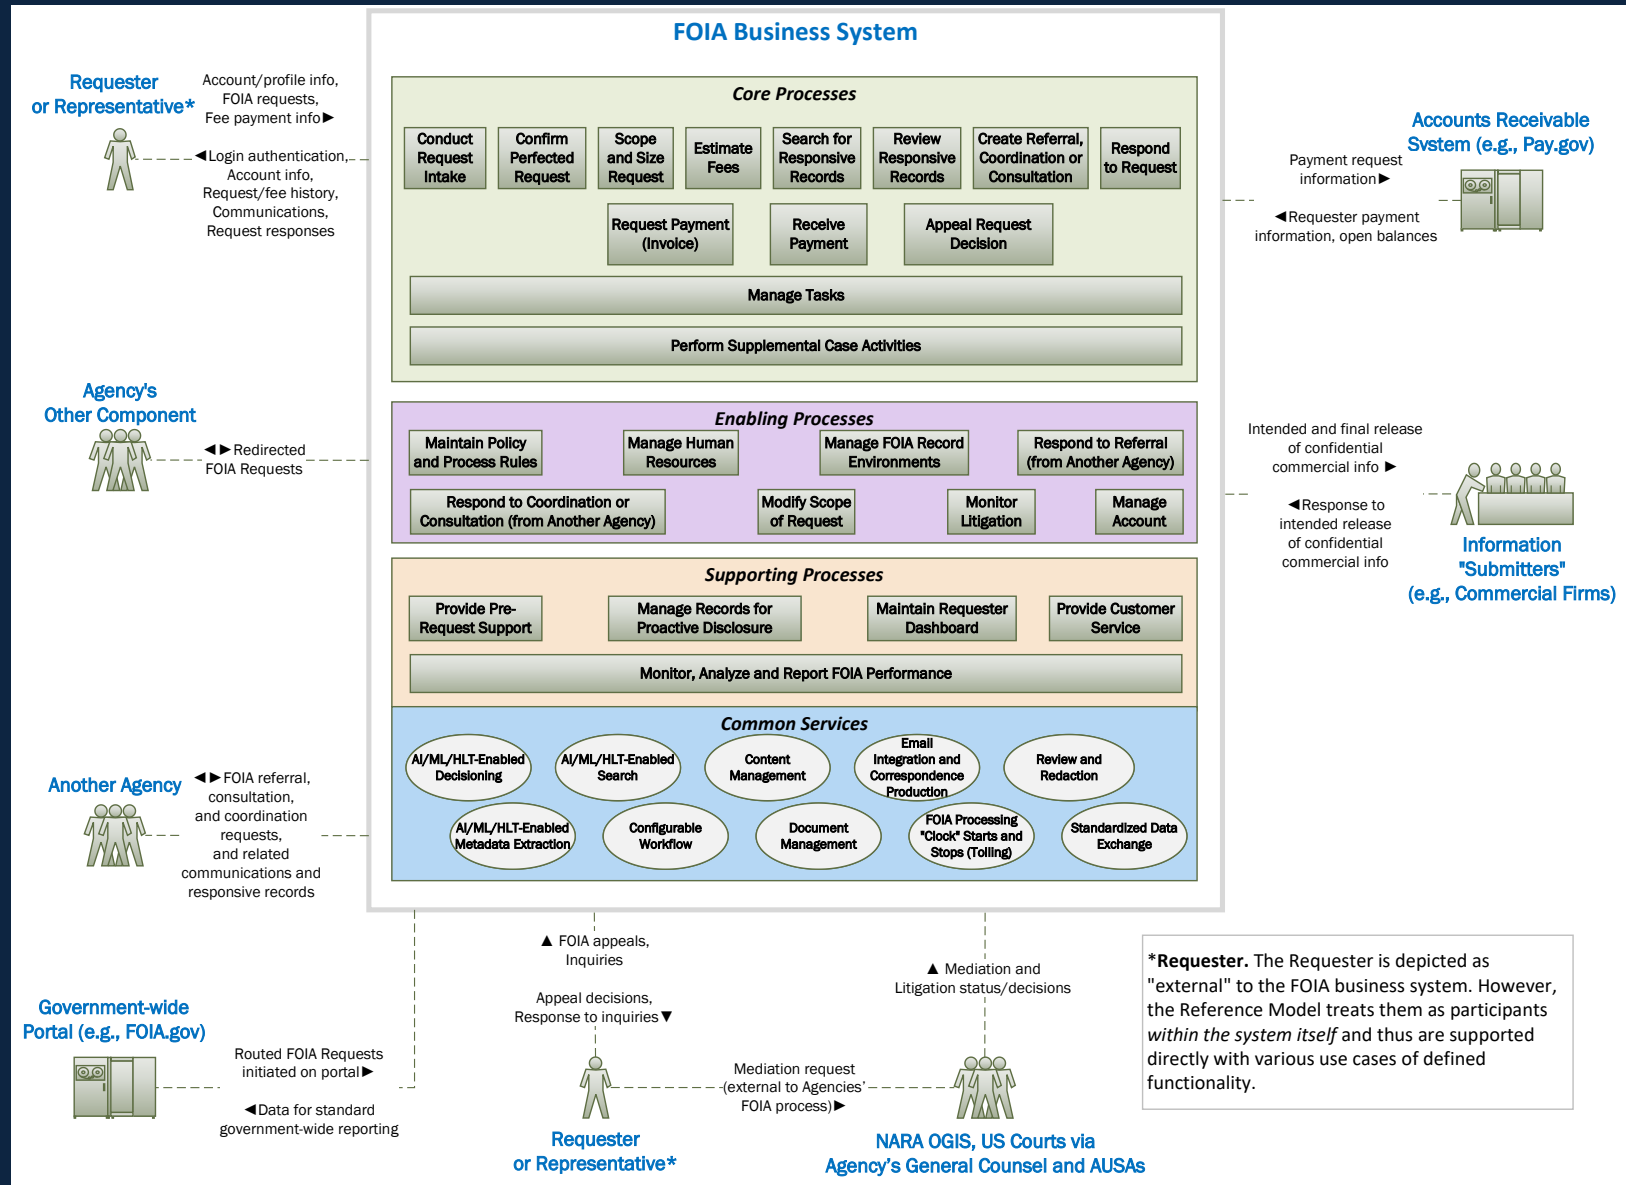 FOIA Business System
Requester
or Representative*
Account/profile info,
FOIA requests,
Fee payment info►
◄Login authentication,
Account info,
Request/fee history,
Communications,
Request responses
Core Processes
Conduct
Request
Intake
Confirm
Perfected
Request
Scope
and Size
Request
Estimate
Fees
Search for
Responsive
Records
Review
Responsive
Records
Create Referral,
Coordination or
Consultation
Respond
to Request
Request Payment
(Invoice)
Receive
Payment
Appeal Request
Decision
Manage Tasks
Perform Supplemental Case Activities
Accounts Receivable
System (e.g., Pay.gov)
Payment request
information►
◄Requester payment
information, open balances
Agency's
Other Component
◄►Redirected
FOIA Requests
Enabling Processes
Maintain Policy
and Process Rules
Manage Human
Resources
Manage FOIA Record
Environments
Respond to Referral
(from Another Agency)
Respond to Coordination or
Consultation (from Another Agency)
Modify Scope
of Request
Monitor
Litigation
Manage
Account
Intended and final release
of confidential
commercial info ►
◄Response to
intended release
of confidential
commercial info
Information
"Submitters"
(e.g., Commercial Firms)
Supporting Processes
Provide Pre-
Request Support
Manage Records for
Proactive Disclosure
Maintain Requester
Dashboard
Provide Customer
Service
Monitor, Analyze and Report FOIA Performance
Another Agency
◄►FOIA referral,
consultation,
and coordination
requests,
and related
communications and
responsive records
Common Services
AI/ML/HLT-Enabled
Decisioning
AI/ML/HLT-Enabled
Search
Content
Management
Email
Integration and
Correspondence
Production
Review and
Redaction
AI/ML/HLT-Enabled
Metadata Extraction
Configurable
Workflow
Document
Management
FOIA Processing
"Clock" Starts and
Stops (Tolling)
Standardized Data
Exchange
Government-wide
Portal (e.g., FOIA.gov)
Routed FOIA Requests
initiated on portal►
◄Data for standard
government-wide reporting
▲ FOIA appeals,
Inquiries
Appeal decisions,
Response to inquiries▼
Requester
or Representative*
Mediation request
(external to Agencies’
FOIA process)►
▲ Mediation and
Litigation status/decisions
NARA OGIS, US Courts via
Agency’s General Counsel and AUSAs
*Requester. The Requester is depicted as
"external" to the FOIA business system. However,
the Reference Model treats them as participants
within the system itself and thus are supported
directly with various use cases of defined
functionality.